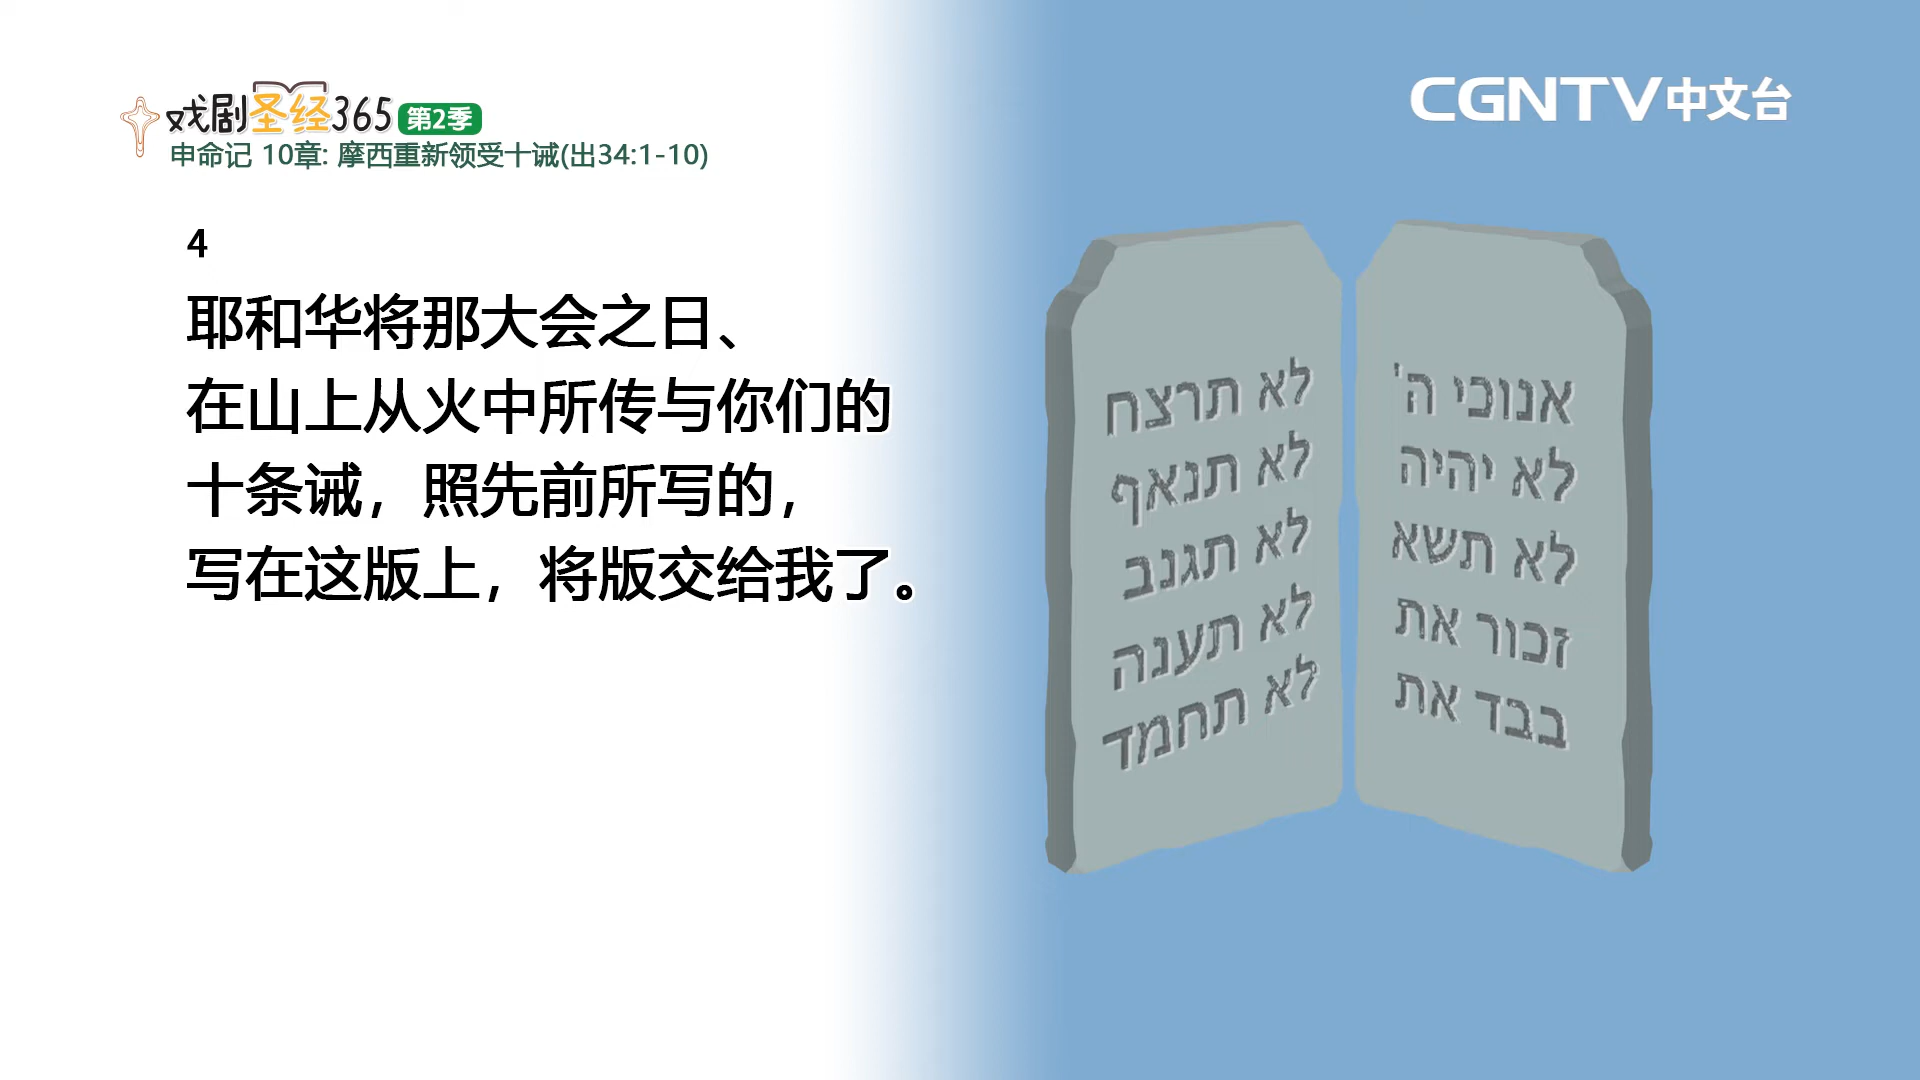 戏剧圣经365 第2季
申命记 10章: 摩西重新领受十诫(出34:1-10)
CGNTV中文台
4
耶和华将那大会之日、
在山上从火中所传与你们的
十条诫，照先前所写的，
写在这版上，将版交给我了。
אנוכי ה'
לא יהיה
לא תשא
זכור את
בבד את
לא תרצח
לא תנאף
לא תגנב
לא תענה
לא תחמד